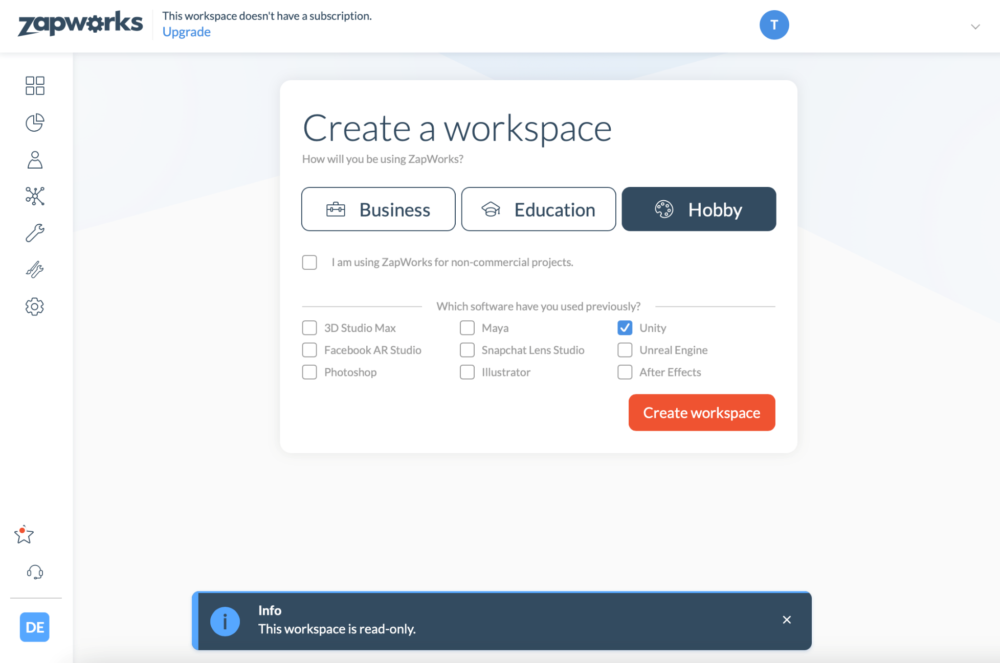 zapworks
This workspace doesn't have a subscription.
Upgrade
T
Create a workspace
How will you be using ZapWorks?
Business
Education
Hobby
I am using ZapWorks for non-commercial projects.
Which software have you used previously?
3D Studio Max
Maya
Unity
Facebook AR Studio
Snapchat Lens Studio
Unreal Engine
Photoshop
Illustrator
After Effects
Create workspace
DE
i
Info
This workspace is read-only.